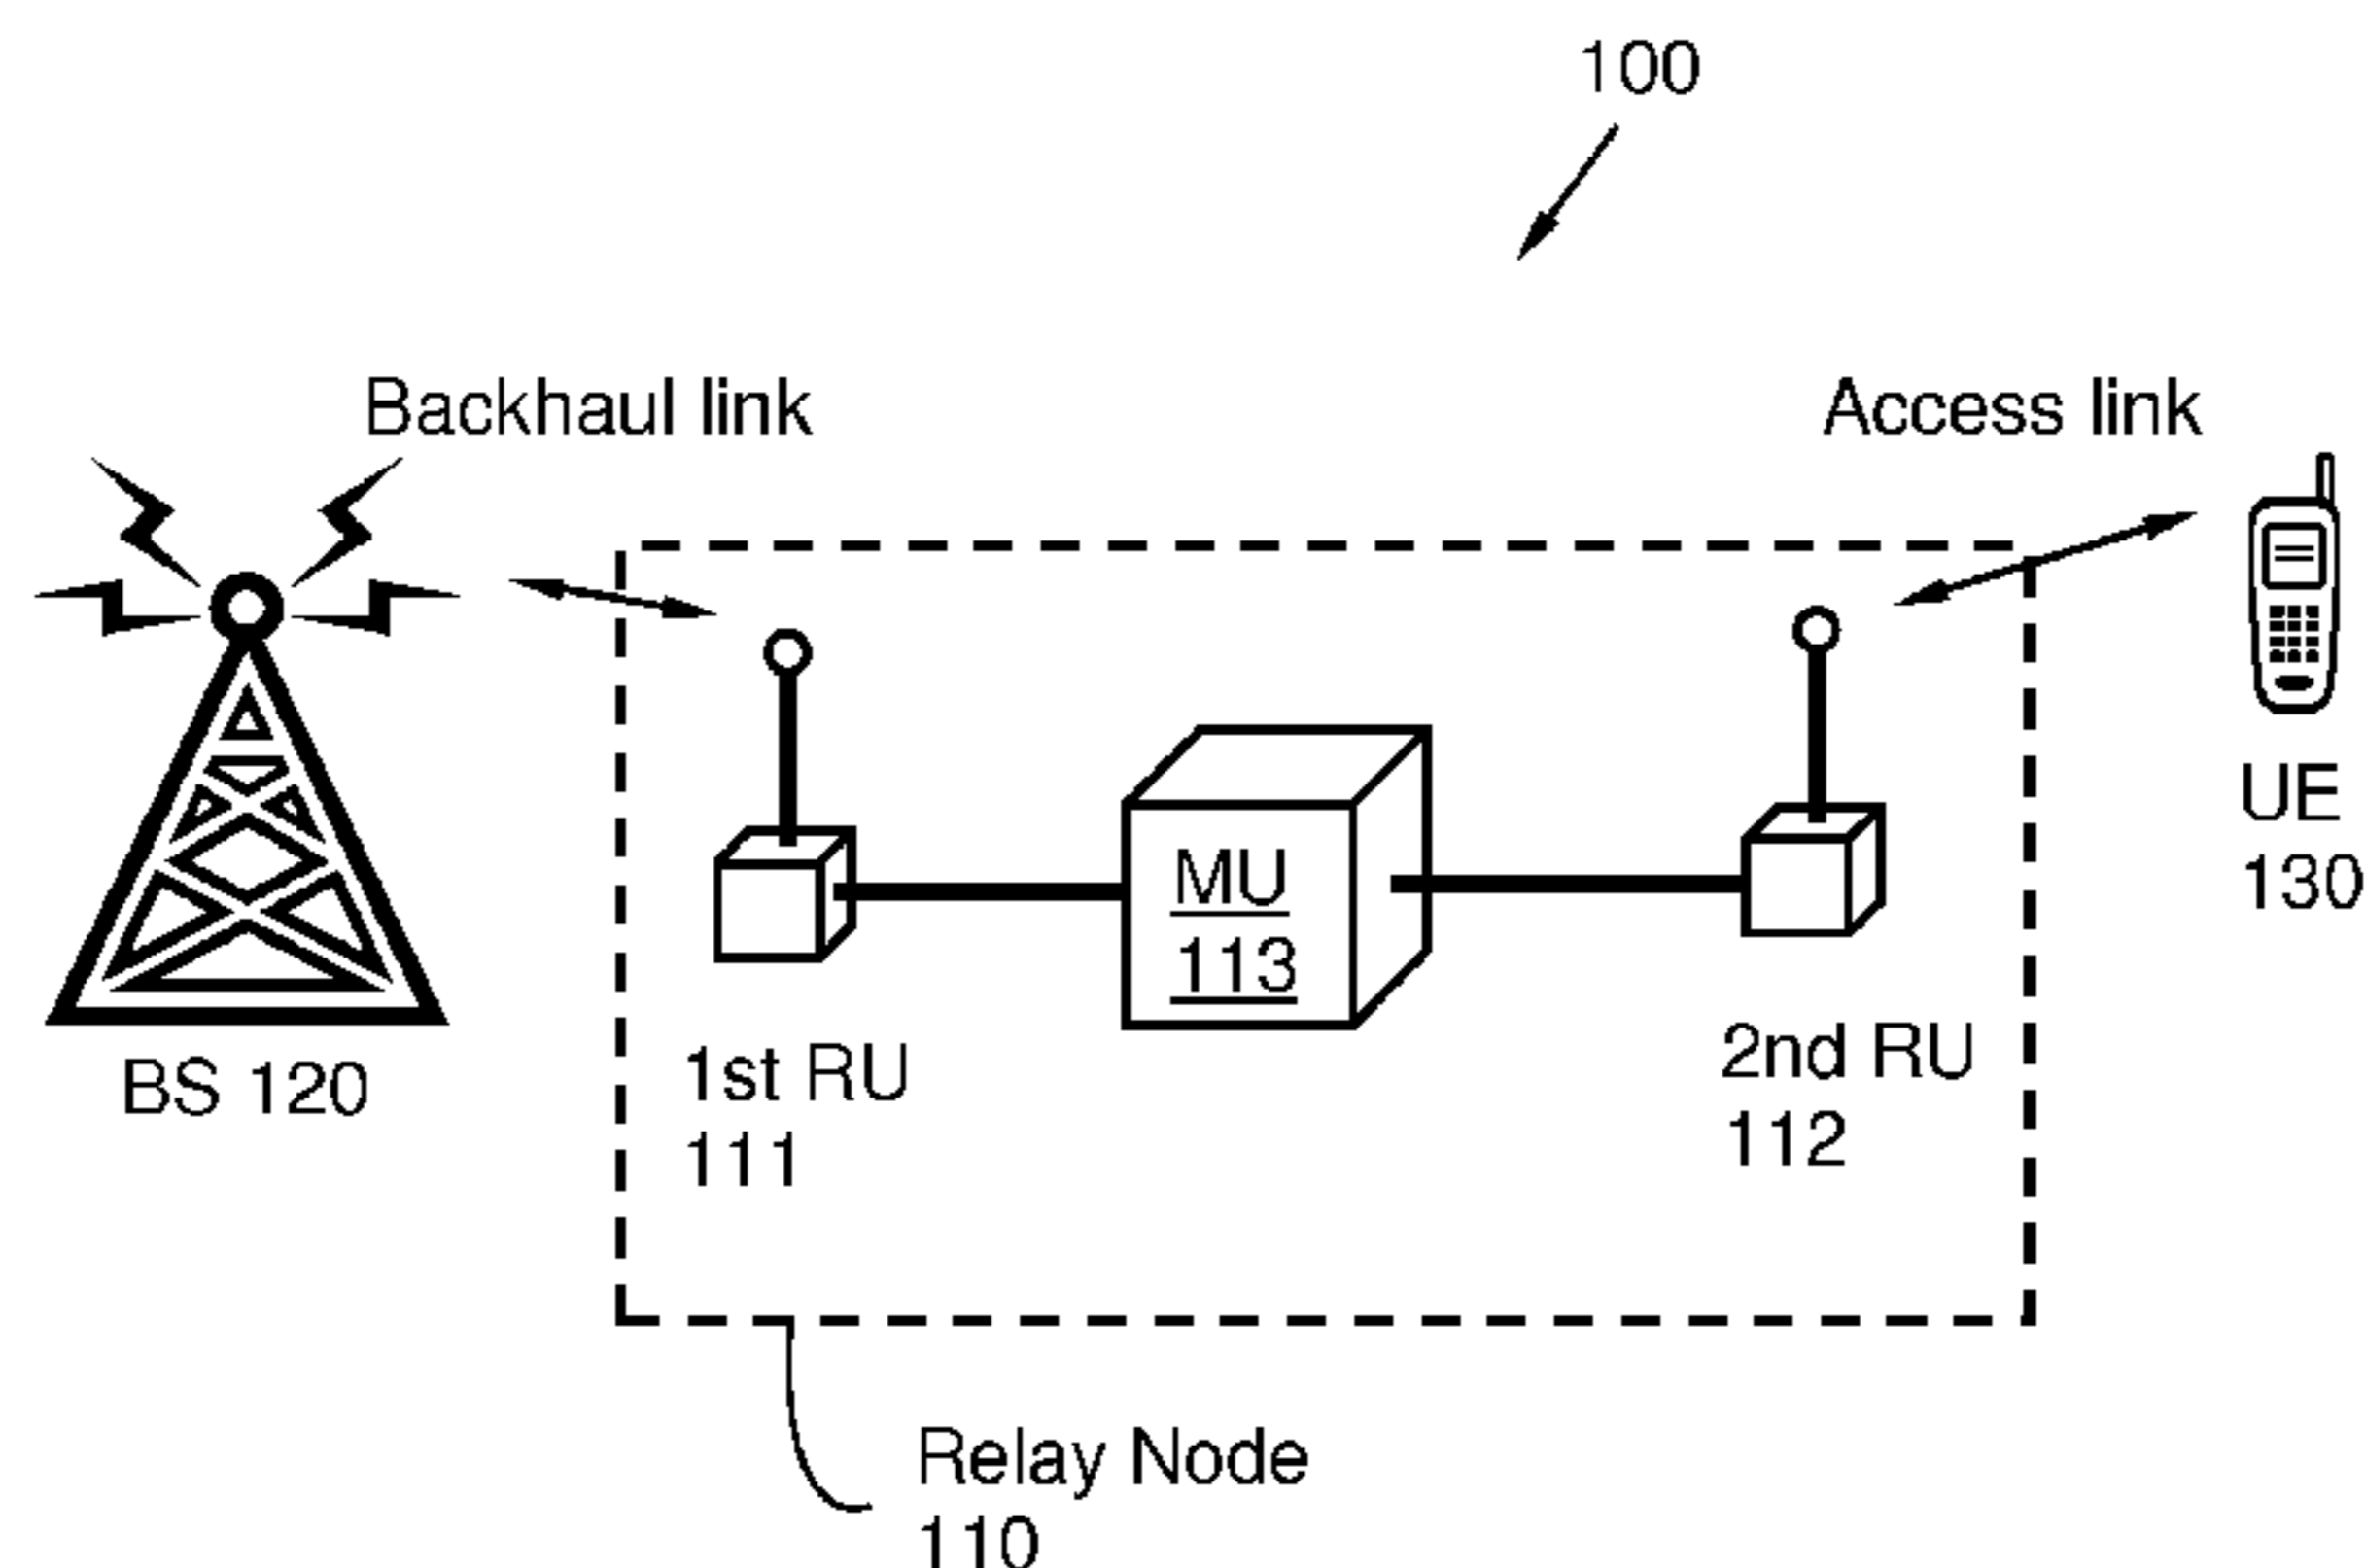 100
Backhaul link
Access link
MU
113
UE
130
BS 120
1st RU
111
2nd RU
112
Relay Node
110